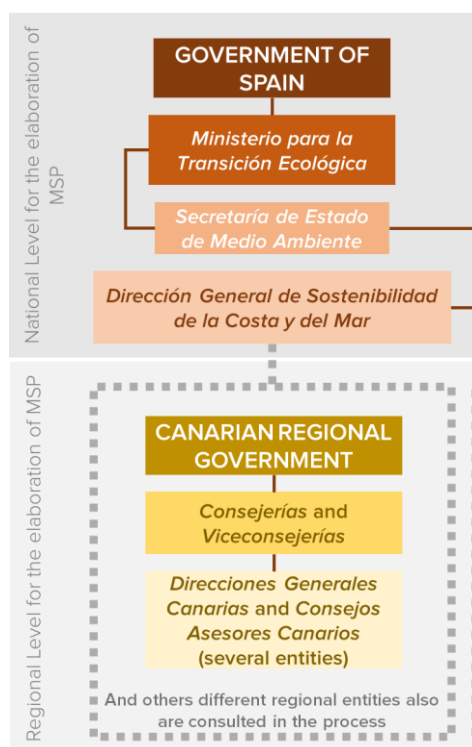 National Level for the elaboration of
MSP
GOVERNMENT OF
SPAIN
Ministerio para la
Transición Ecológica
Secretaría de Estado
de Medio Ambiente
Dirección General de Sostenibilidad
de la Costa y del Mar
Regional Level for the elaboration of MSP
CANARIAN REGIONAL
GOVERNMENT
Consejerías and
Viceconsejerías
Direcciones Generales
Canarias and Consejos
Asesores Canarios
(several entities)
And others different regional entities also
are consulted in the process